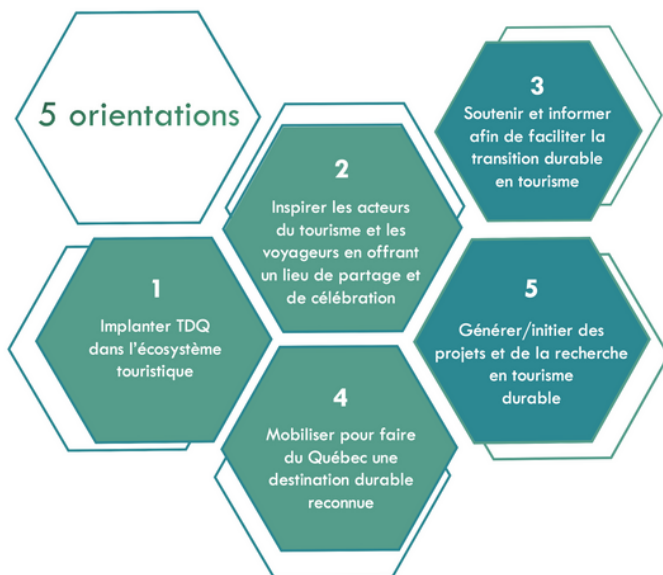 5 orientations
1
Implanter TDQ
dans l'écosystème
touristique
2
Inspirer les acteurs
du tourisme et les
voyageurs en offrant
un lieu de partage et
de célébration
3
Soutenir et informer
afin de faciliter la
transition durable
en tourisme
4
Mobiliser pour faire
du Québec une
destination durable
reconnue
5
Générer/initier des
projets et de la recherche
en tourisme
durable